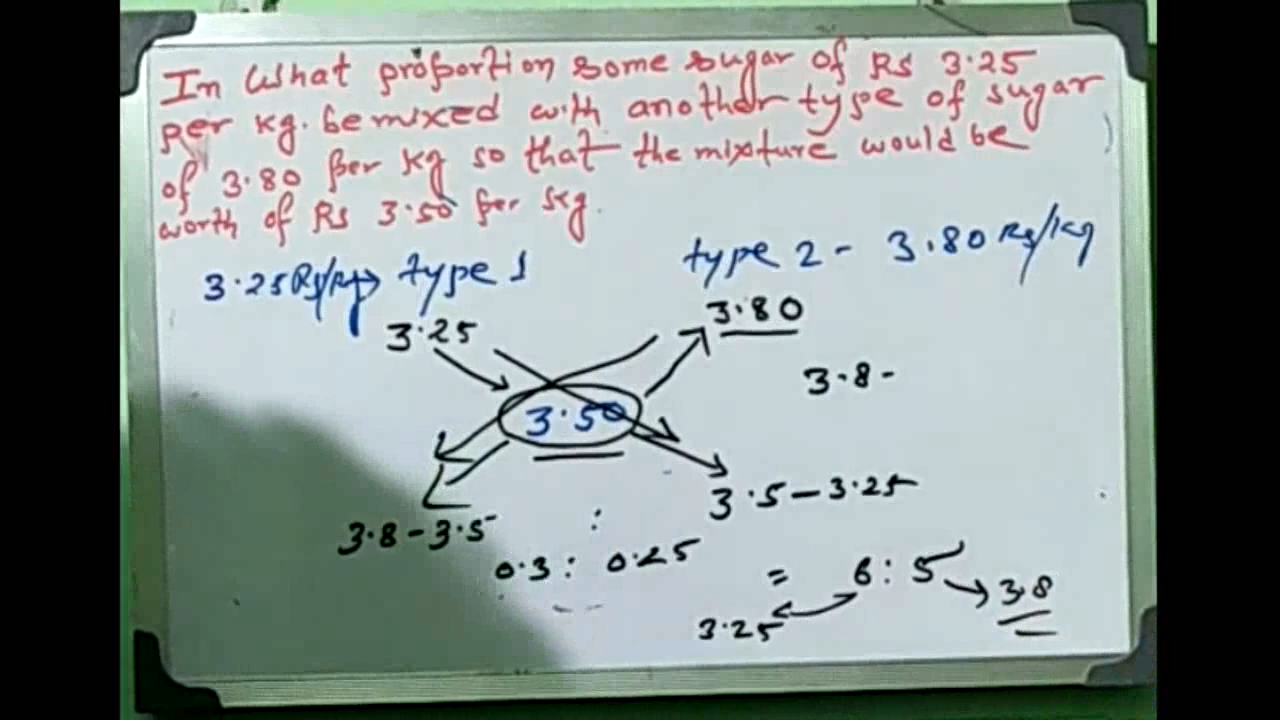 In What proportion some sugar of Rs 3.25
per kg. be mixed with another type of sugar
of 3.80 per kg so that the mixture would be
worth of Rs 3.50 per kg.
3.25 Rs/kg → type 1
type 2 - 3.80 Rs/kg
3.25
3.80
3.8 -
3.50
3.8 - 3.5 : 3.5 - 3.25
0.3 : 0.25
= 6 : 5
3.25
3.8